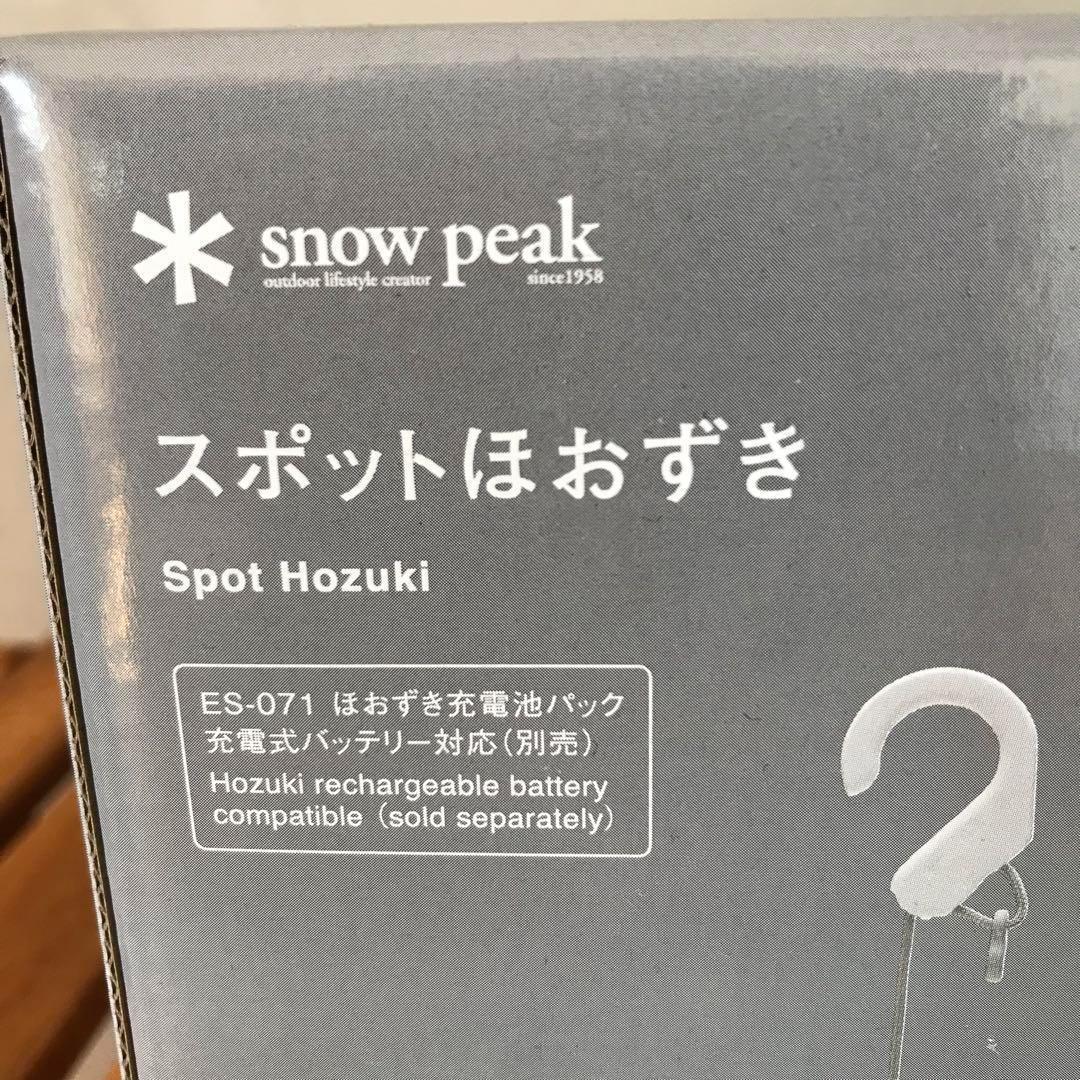 snow peak
outdoor lifestyle creator since1958
スポットほおずき
Spot Hozuki
ES-071 ほおずき充電池パック
充電式バッテリー対応(別売)
Hozuki rechargeable battery
compatible (sold separately)